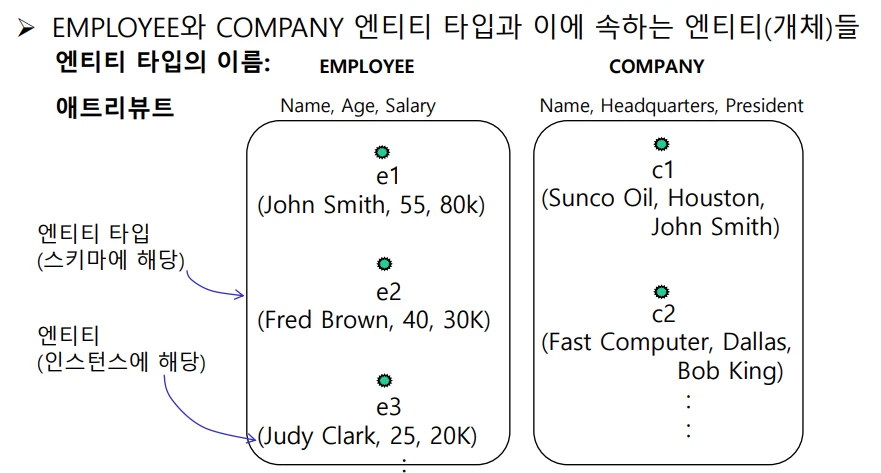 ➢ EMPLOYEE와 COMPANY 엔티티 타입과 이에 속하는 엔티티(개체)들
엔티티 타입의 이름:
EMPLOYEE
COMPANY
애트리뷰트
Name, Age, Salary
Name, Headquarters, President
e1
(John Smith, 55, 80k)
e2
(Fred Brown, 40, 30K)
e3
(Judy Clark, 25, 20K)
:
c1
(Sunco Oil, Houston,
John Smith)
c2
(Fast Computer, Dallas,
Bob King)
:
:
엔티티 타입
(스키마에 해당)
엔티티
(인스턴스에 해당)